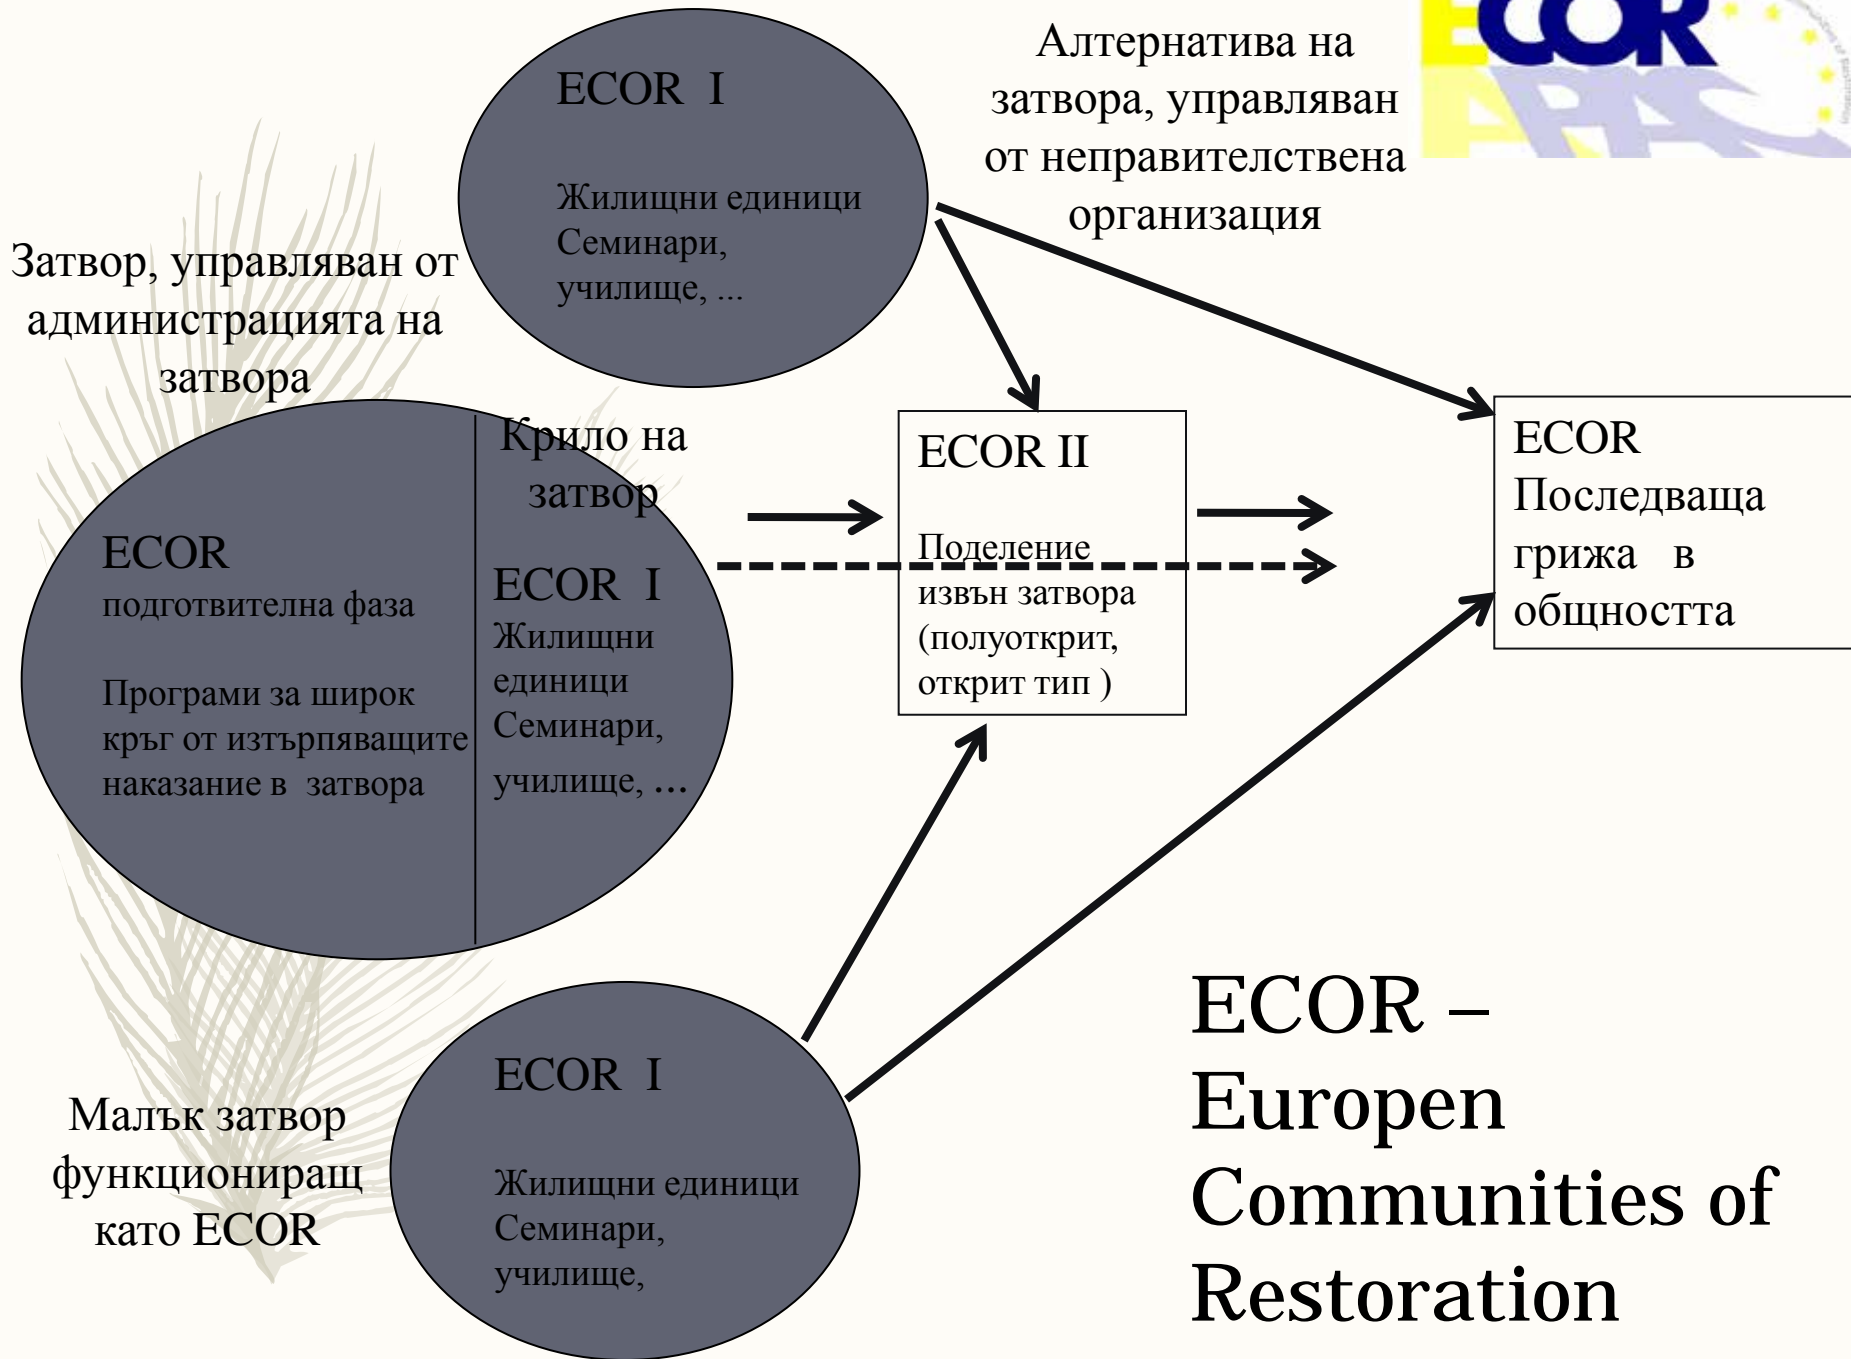 ECOR I
Жилищни единици
Семинари,
училище, ...
Алтернатива на
затвора, управляван
от неправителствена
организация
ECOR
APAC
Затвор, управляван от
администрацията на
затвора
Крило на
затвор
ECOR
подготвителна фаза
Програми за широк
кръг от изтърпяващите
наказание в затвора
ECOR I
Жилищни
единици
Семинари,
училище, ...
ECOR II
Поделение
извън затвора
(полуоткрит,
открит тип )
ECOR
Последваща
грижа в
общността
Малък затвор
функциониращ
като ECOR
ECOR I
Жилищни единици
Семинари,
училище,
ECOR –
Europen
Communities of
Restoration